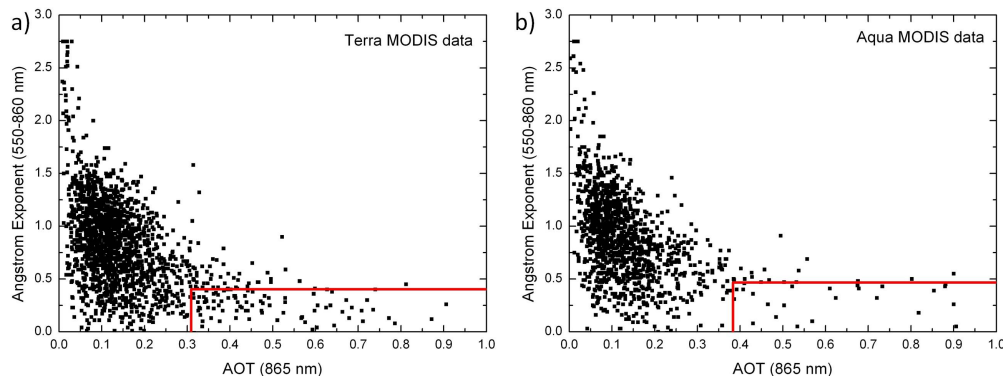 a)
Terra MODIS data
Angstrom Exponent (550-860 nm)
3.0
2.5
2.0
1.5
1.0
0.5
0.0
0.0 0.1 0.2 0.3 0.4 0.5 0.6 0.7 0.8 0.9 1.0
AOT (865 nm)
b)
Aqua MODIS data
Angstrom Exponent (550-860 nm)
3.0
2.5
2.0
1.5
1.0
0.5
0.0
0.0 0.1 0.2 0.3 0.4 0.5 0.6 0.7 0.8 0.9 1.0
AOT (865 nm)